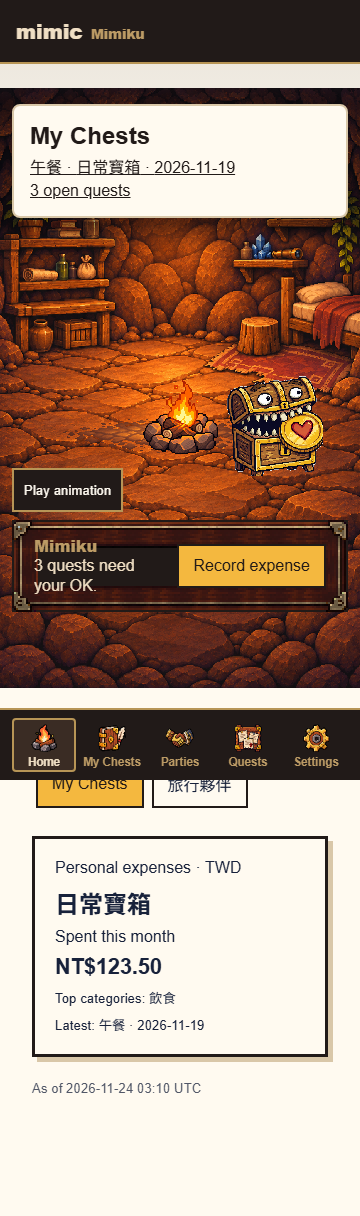 mimic Mimiku
My Chests
午餐 · 日常寶箱 · 2026-11-19
3 open quests
Play animation
Mimiku
3 quests need
your OK.
Record expense
Home
My Chests
Parties
Quests
Settings
My Chests
旅行夥伴
Personal expenses · TWD
日常寶箱
Spent this month
NT$123.50
Top categories: 飲食
Latest: 午餐 · 2026-11-19
As of 2026-11-24 03:10 UTC